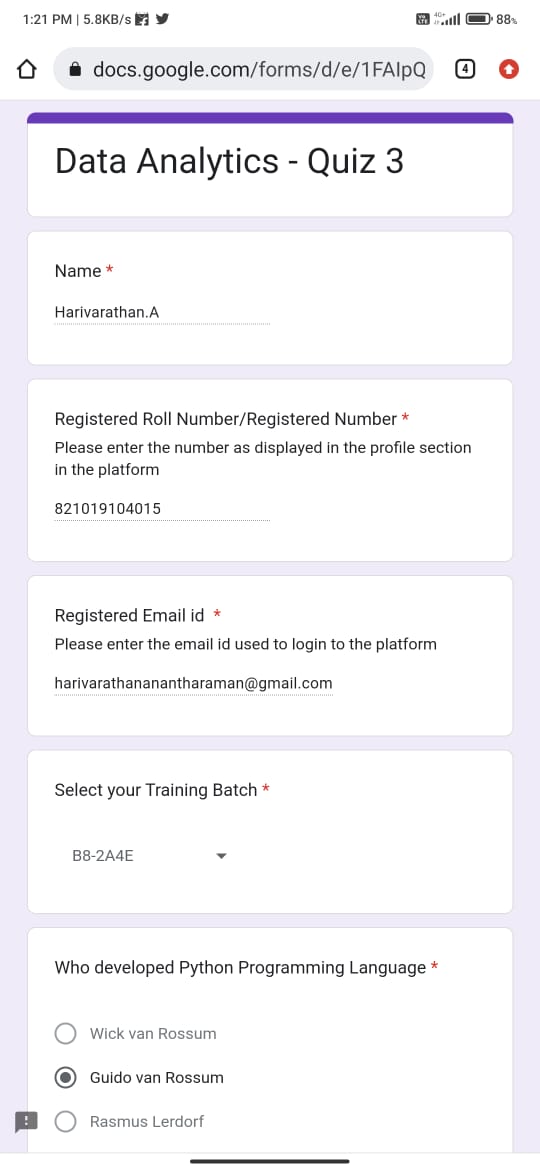 1:21 PM | 5.8KB/s
4G+
88%
docs.google.com/forms/d/e/1FAIpQ
4
Data Analytics - Quiz 3
Name *
Harivarathan.A
Registered Roll Number/Registered Number *
Please enter the number as displayed in the profile section
in the platform
821019104015
Registered Email id *
Please enter the email id used to login to the platform
harivarathananantharaman@gmail.com
Select your Training Batch *
B8-2A4E
Who developed Python Programming Language *
Wick van Rossum
Guido van Rossum
Rasmus Lerdorf